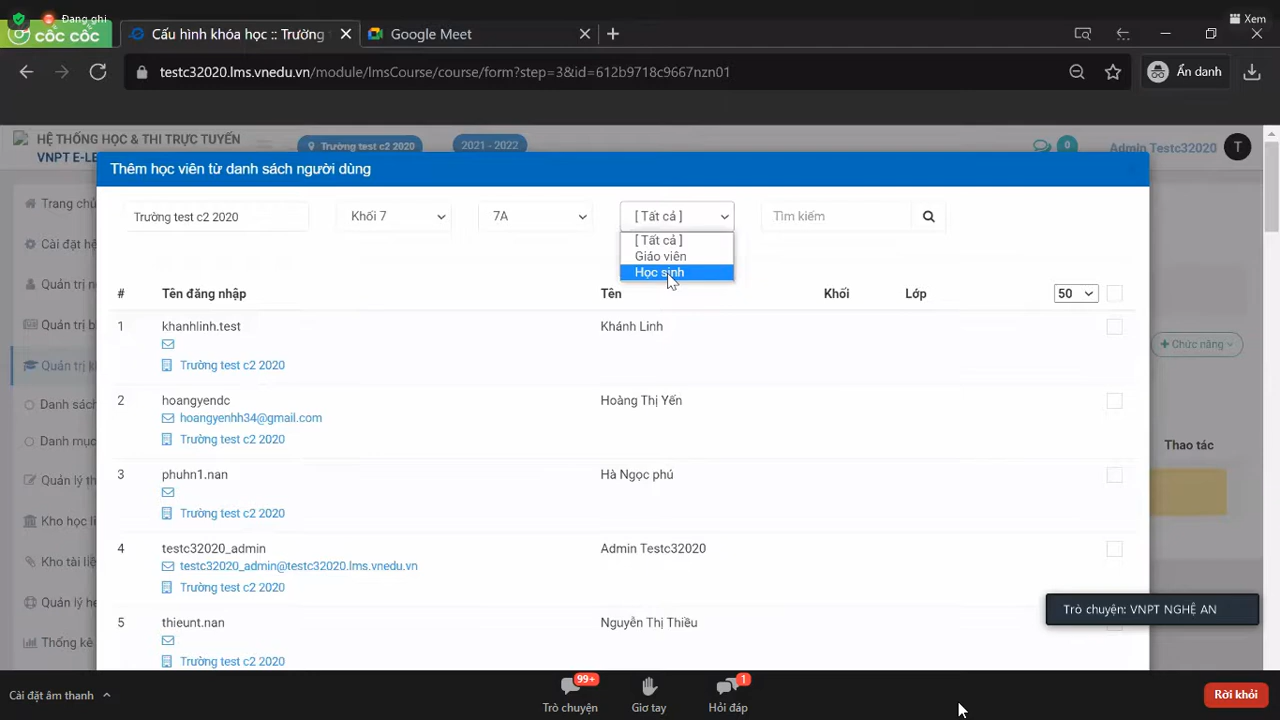 Đang ghi
Xem
cốc cốc
Cấu hình khóa học :: Trường
Google Meet
testc32020.lms.vnedu.vn/module/lmsCourse/course/form?step=3&id=612b9718c9667nzn01
Ẩn danh
HỆ THỐNG HỌC & THI TRỰC TUYẾN
VNPT E-LE
Trường test c2 2020
2021 - 2022
0
Admin Testc32020
T
Thêm học viên từ danh sách người dùng
Trang chủ
Cài đặt hệ
Quản trị
Quản trị
Quản trị
Danh sách
Danh mục
Quản lý
Kho học
Kho tài
Quản lý
Thống kê
Trường test c2 2020
Khối 7
7A
[ Tất cả ]
Tìm kiếm
[ Tất cả ]
Giáo viên
Học sinh
# Tên đăng nhập Tên Khối Lớp 50
1 khanhlinh.test Khánh Linh
Trường test c2 2020
2 hoangyendc Hoàng Thị Yến
hoangyenhh34@gmail.com
Trường test c2 2020
3 phuhn1.nan Hà Ngọc phú
Trường test c2 2020
4 testc32020_admin Admin Testc32020
testc32020_admin@testc32020.lms.vnedu.vn
Trường test c2 2020
5 thieunt.nan Nguyễn Thị Thiều
Trường test c2 2020
Chức năng
Thao tác
Trò chuyện: VNPT NGHỆ AN
Cài đặt âm thanh
99+
Trò chuyện
Giơ tay
1
Hỏi đáp
Rời khỏi